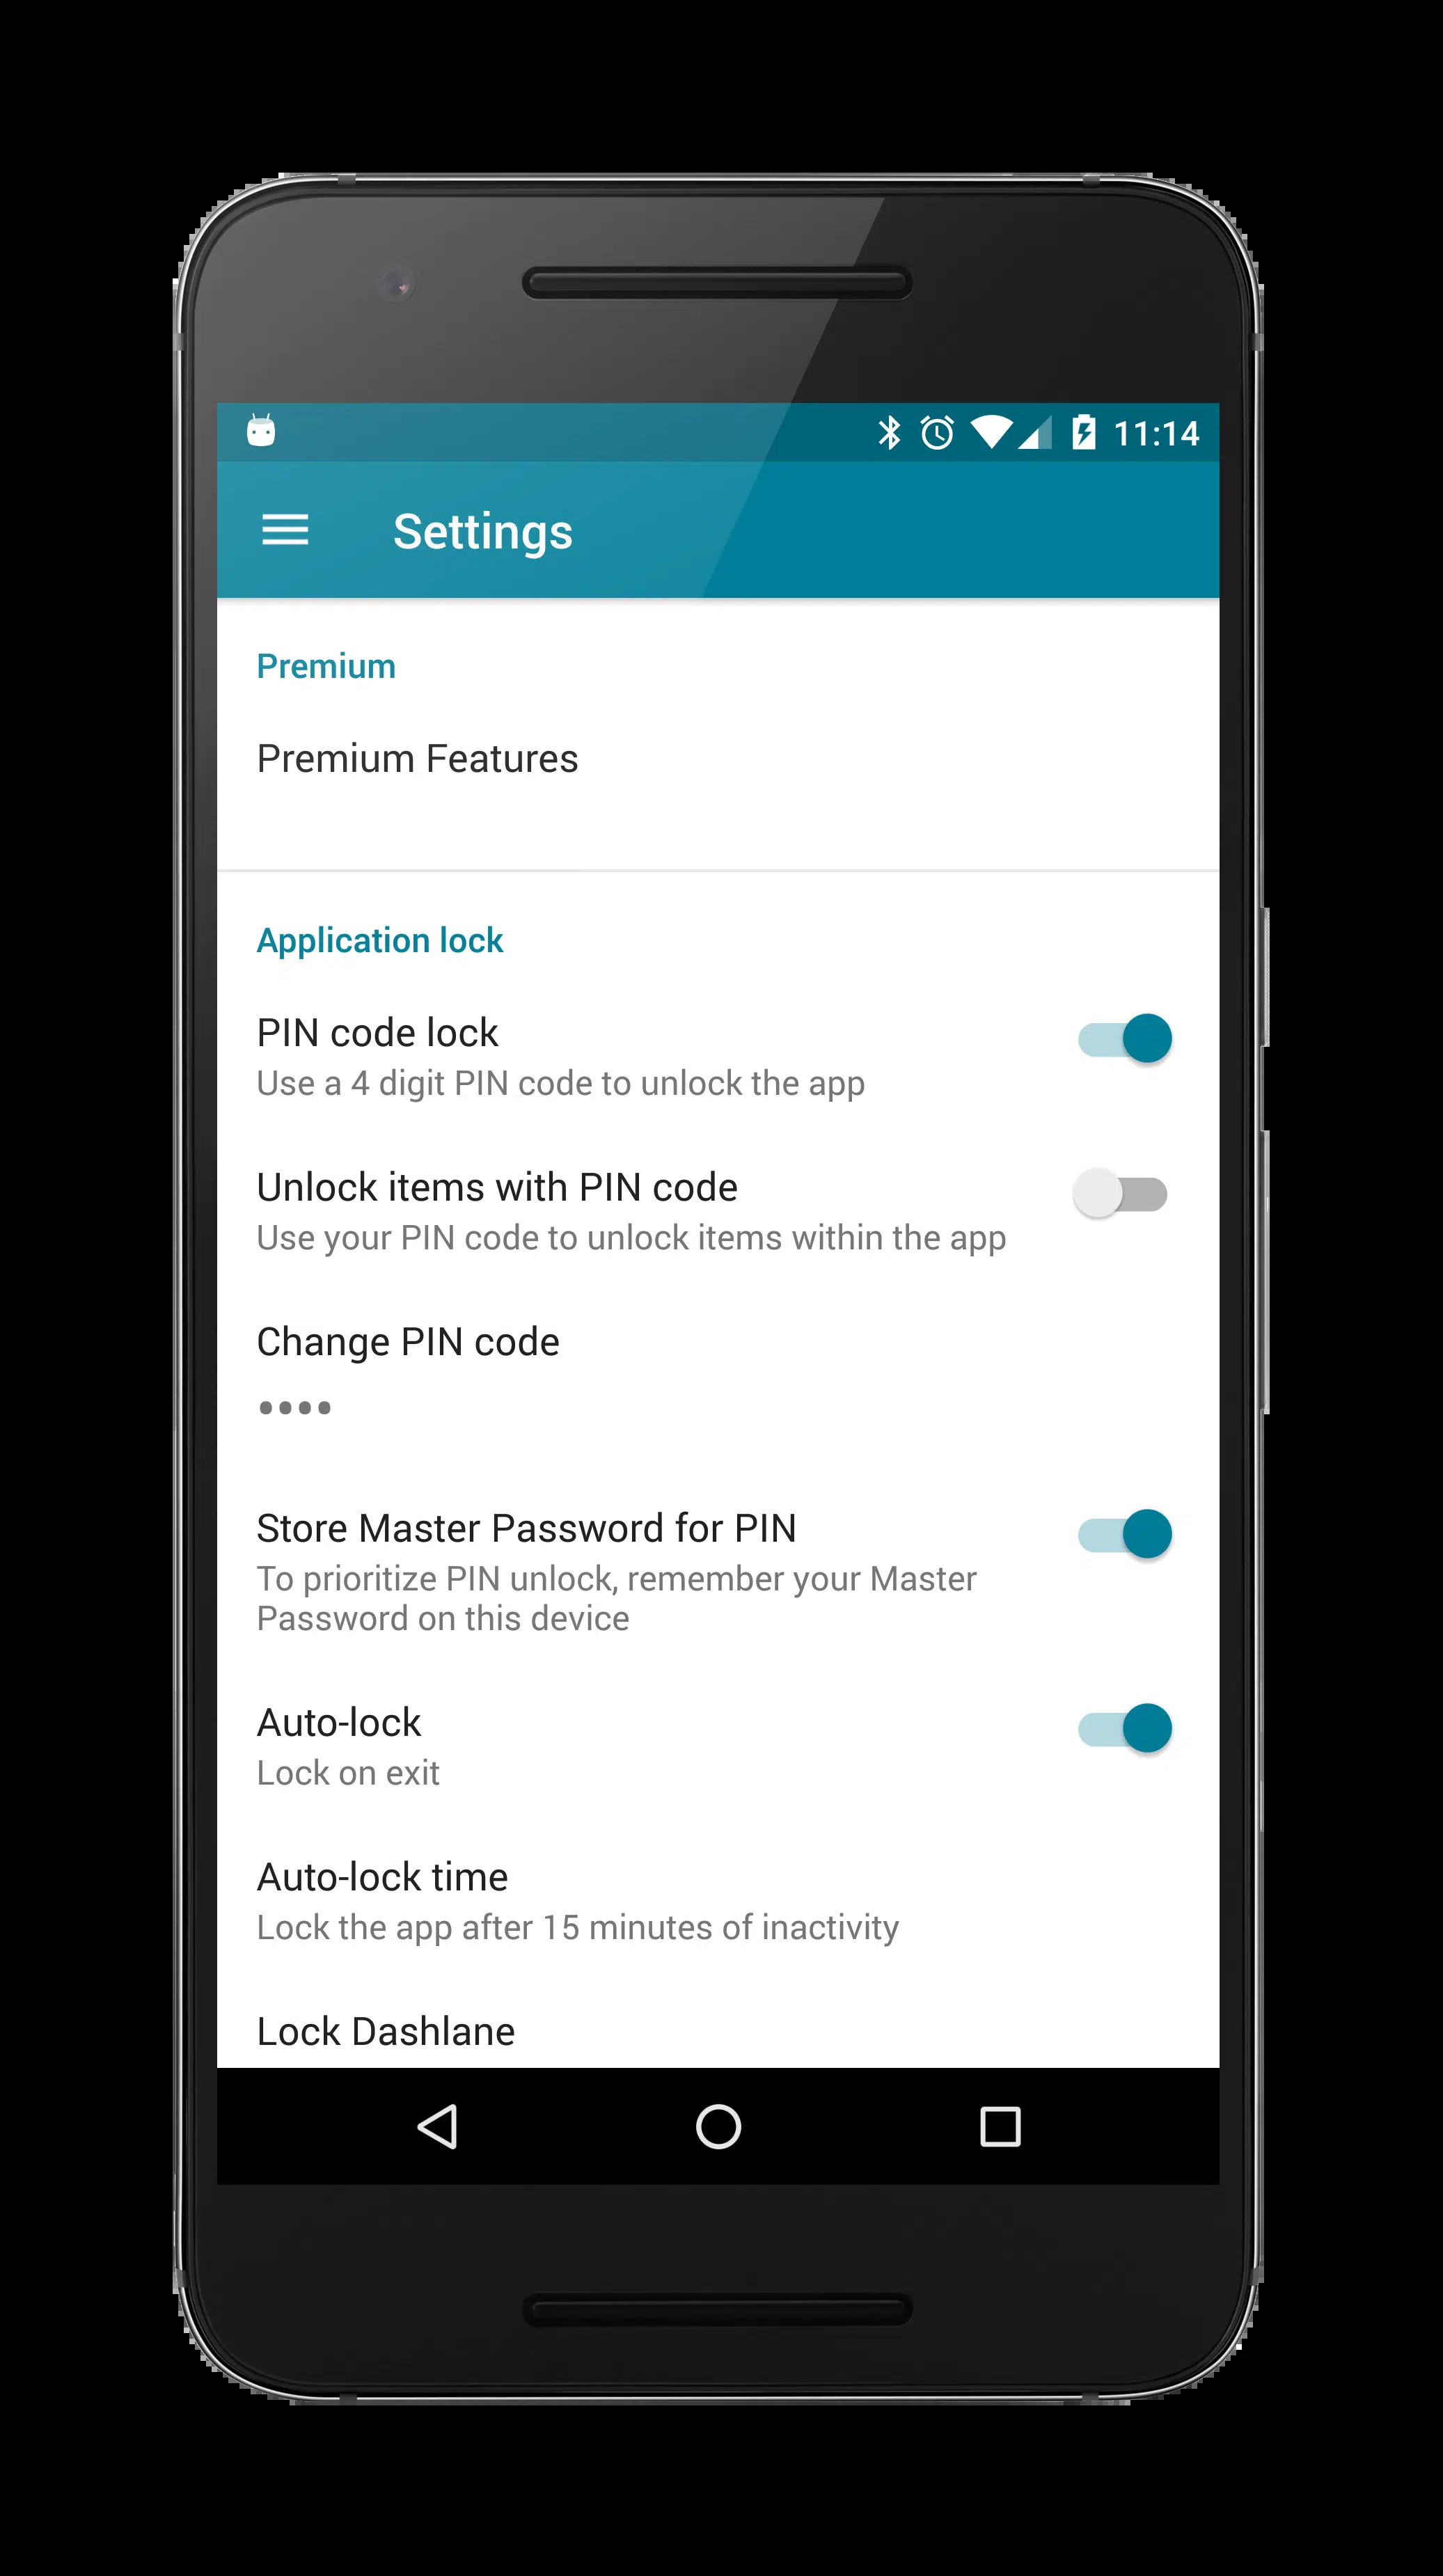 11:14
Settings
Premium
Premium Features
Application lock
PIN code lock
Use a 4 digit PIN code to unlock the app
Unlock items with PIN code
Use your PIN code to unlock items within the app
Change PIN code
••••
Store Master Password for PIN
To prioritize PIN unlock, remember your Master
Password on this device
Auto-lock
Lock on exit
Auto-lock time
Lock the app after 15 minutes of inactivity
Lock Dashlane